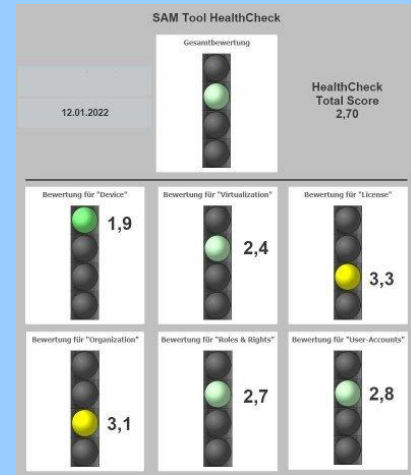 SAM Tool HealthCheck
Gesamtbewertung
12.01.2022
HealthCheck
Total Score
2,70
Bewertung für "Device"
1,9
Bewertung für "Virtualization"
2,4
Bewertung für "License"
3,3
Bewertung für "Organization"
3,1
Bewertung für "Roles & Rights"
2,7
Bewertung für "User-Accounts"
2,8